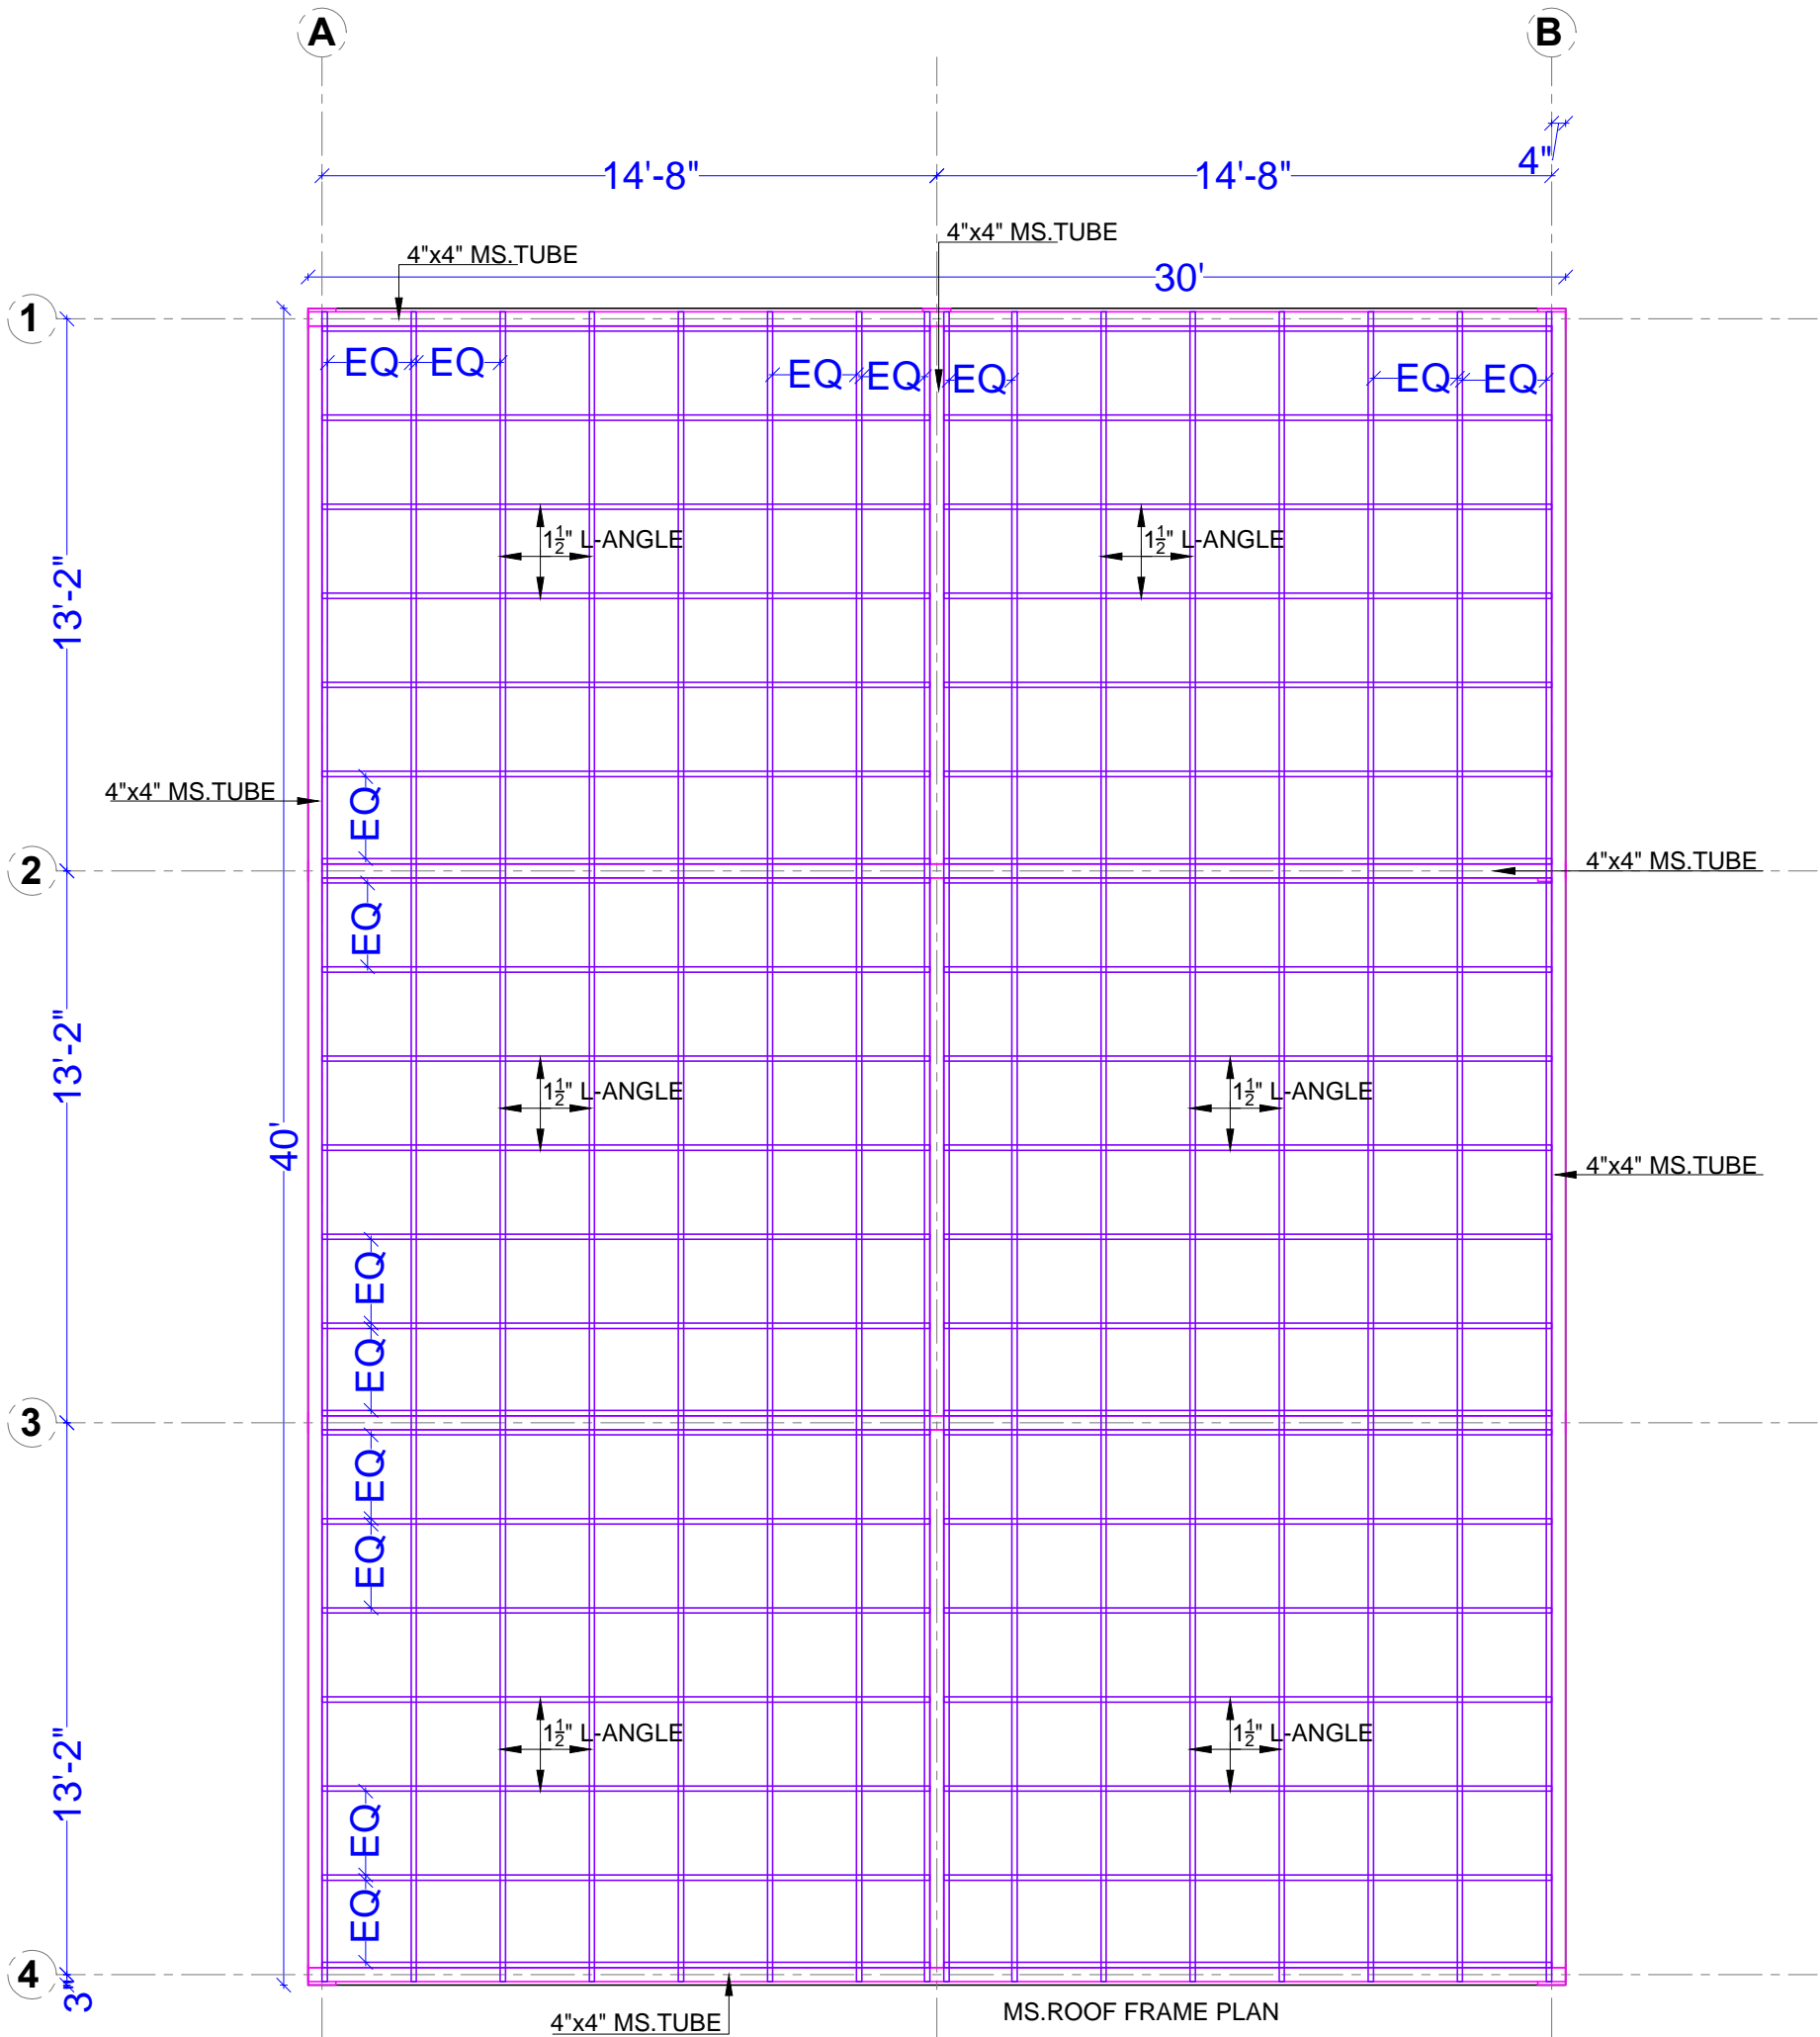 A
B
4"
14'-8"
14'-8"
4"x4" MS.TUBE
4"x4" MS.TUBE
30'
1
EQ
EQ
EQ
EQ
EQ
EQ
EQ
1½" L-ANGLE
1½" L-ANGLE
13'-2"
4"x4" MS.TUBE
EQ
2
4"x4" MS.TUBE
EQ
13'-2"
1½" L-ANGLE
1½" L-ANGLE
40'
4"x4" MS.TUBE
EQ
EQ
3
EQ
EQ
13'-2"
1½" L-ANGLE
1½" L-ANGLE
EQ
EQ
4
3"
MS.ROOF FRAME PLAN
4"x4" MS.TUBE